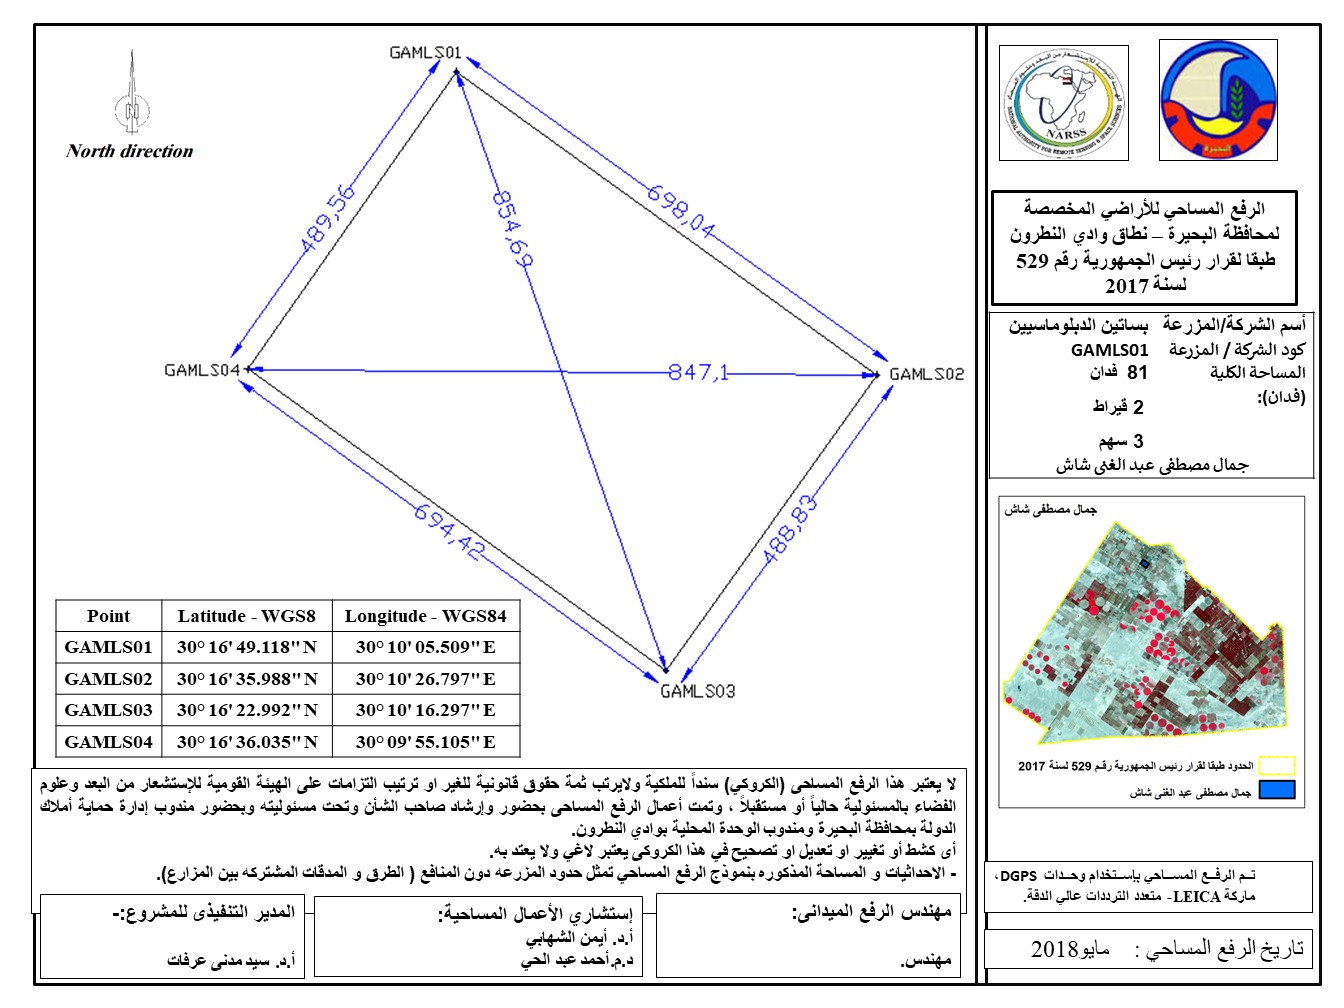 GAMLS01
North direction
489,56
698,04
854,69
847,1
GAMLS04
GAMLS02
694,42
488,83
GAMLS03
Point Latitude - WGS8 Longitude - WGS84
GAMLS01 30° 16' 49.118" N 30° 10' 05.509" E
GAMLS02 30° 16' 35.988" N 30° 10' 26.797" E
GAMLS03 30° 16' 22.992" N 30° 10' 16.297" E
GAMLS04 30° 16' 36.035" N 30° 09' 55.105" E
لا يعتبر هذا الرفع المساحى (الكروكي) سنداً للملكية ولايرتب ثمة حقوق قانونية للغير او ترتيب التزامات على الهيئة القومية للإستشعار من البعد وعلوم
الفضاء بالمسئولية حالياً أو مستقبلاً ، وتمت أعمال الرفع المساحى بحضور وإرشاد صاحب الشأن وتحت مسئوليته وبحضور مندوب إدارة حماية أملاك
الدولة بمحافظة البحيرة ومندوب الوحدة المحلية بوادي النطرون.
أى كشط أو تغيير او تعديل او تصحيح في هذا الكروكى يعتبر لاغي ولا يعتد به.
- الاحداثيات و المساحة المذكوره بنموذج الرفع المساحي تمثل حدود المزرعه دون المنافع ( الطرق و المدقات المشتركه بين المزارع).
مهندس الرفع الميدانى:
مهندس.
إستشاري الأعمال المساحية:
أ.د. أيمن الشهابي
د.م.أحمد عبد الحي
المدير التنفيذى للمشروع:-
أ.د. سيد مدنى عرفات
NARSS
NATIONAL AUTHORITY FOR REMOTE SENSING & SPACE SCIENCES
البحيرة
الرفع المساحي للأراضي المخصصة
لمحافظة البحيرة – نطاق وادي النطرون
طبقا لقرار رئيس الجمهورية رقم 529
لسنة 2017
أسم الشركة/المزرعة بساتين الدبلوماسيين
كود الشركة / المزرعة GAMLS01
المساحة الكلية 81 فدان
(فدان):
2 قيراط
3 سهم
جمال مصطفى عبد الغنى شاش
جمال مصطفى شاش
الحدود طبقا لقرار رئيس الجمهورية رقم 529 لسنة 2017
جمال مصطفى عبد الغنى شاش
تـم الرفـع المســاحي بإســتخدام وحـدات DGPS ،
ماركة LEICA- متعدد الترددات عالي الدقة.
تاريخ الرفع المساحي : مايو2018